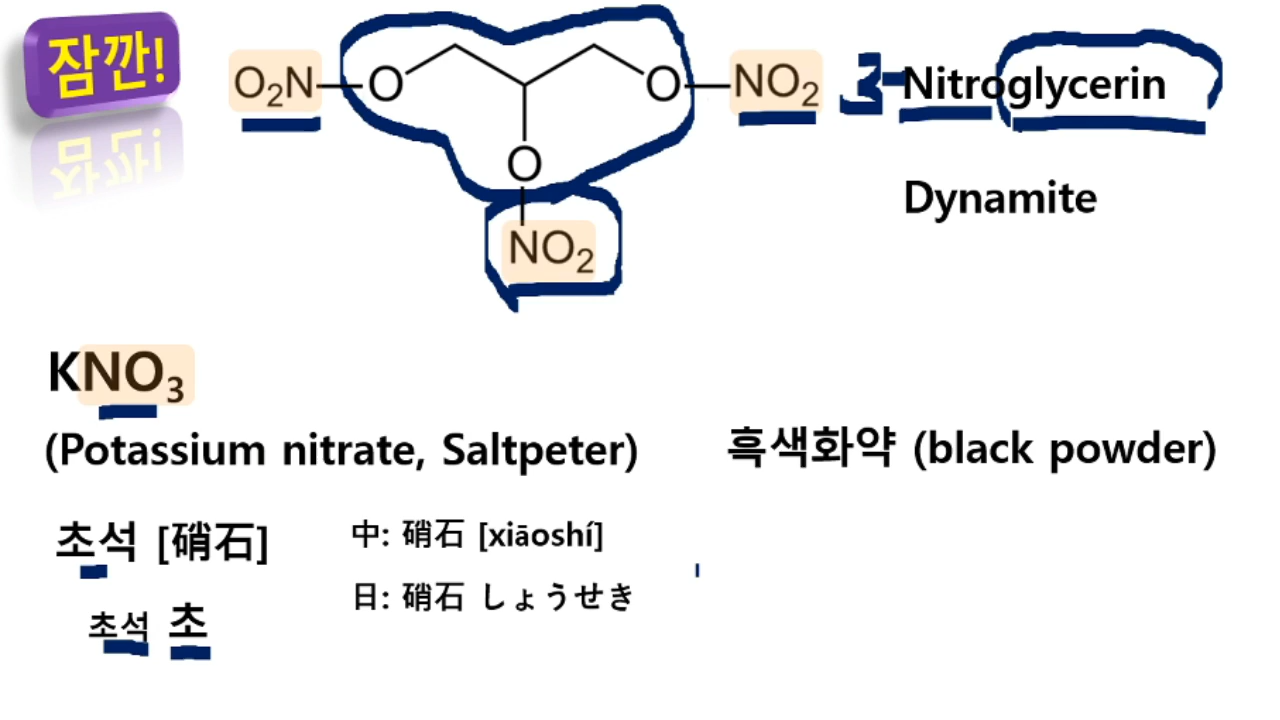 잠깐!
O₂N O O NO₂ 3 Nitroglycerin
O
NO₂
Dynamite
KNO₃
(Potassium nitrate, Saltpeter)
흑색화약 (black powder)
초석 [硝石]
中: 硝石 [xiāoshí]
日: 硝石 しょうせき
초석 초